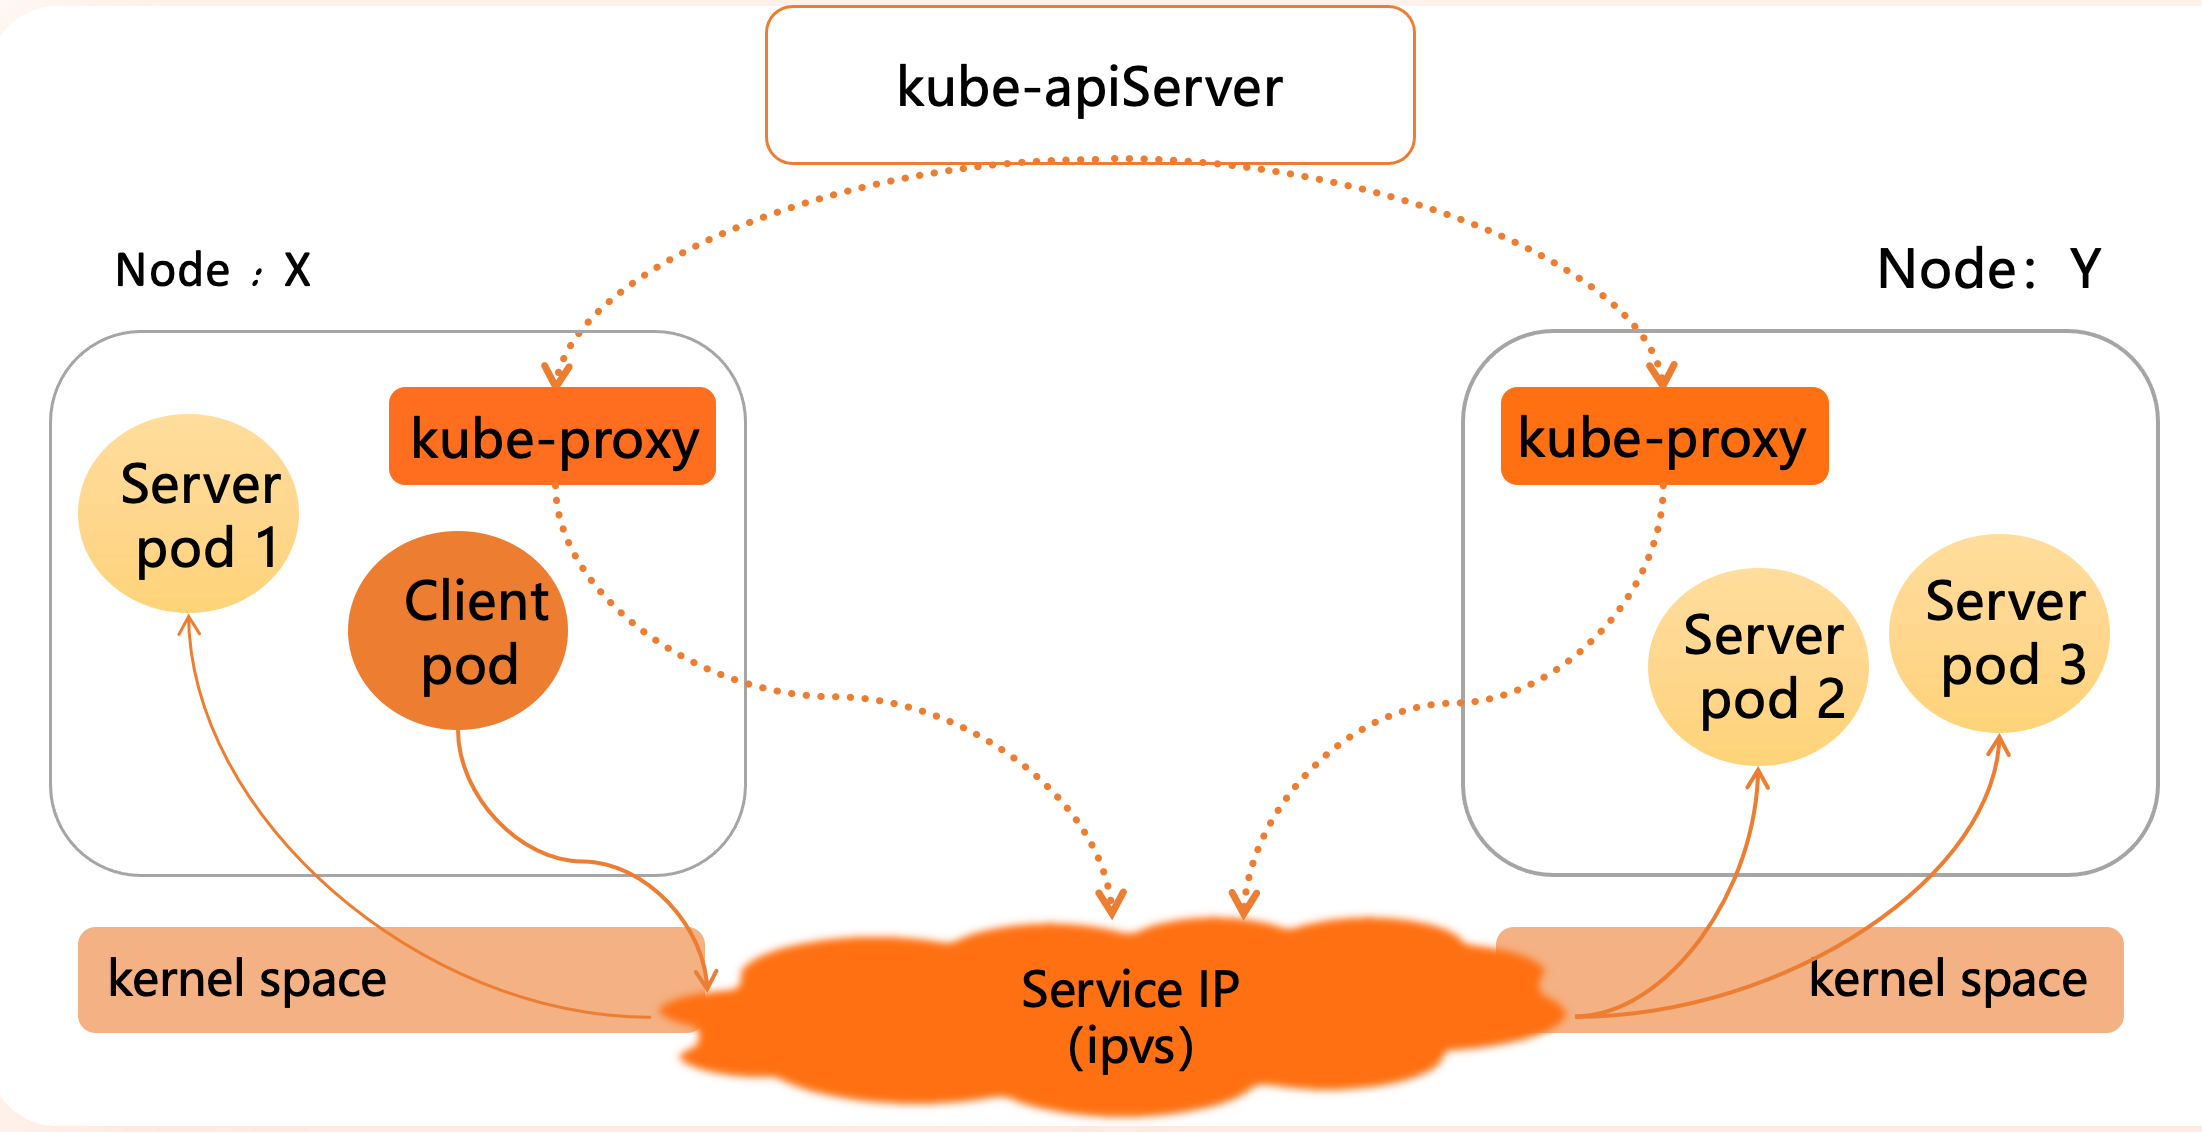 kube-apiServer
Node : X
Node: Y
kube-proxy
kube-proxy
Server
pod 1
Client
pod
Server
pod 2
Server
pod 3
kernel space
kernel space
Service IP
(ipvs)